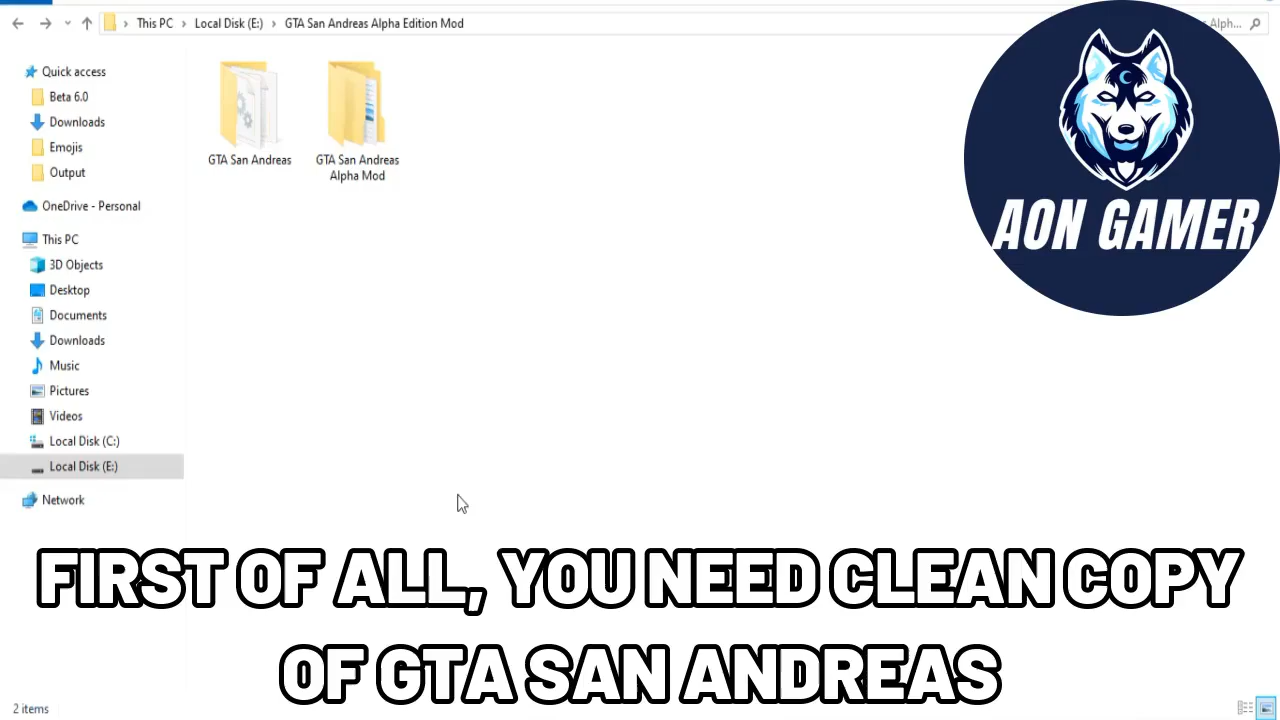 This PC
Local Disk (E:)
GTA San Andreas Alpha Edition Mod
Alph...
Quick access
Beta 6.0
Downloads
Emojis
Output
OneDrive - Personal
This PC
3D Objects
Desktop
Documents
Downloads
Music
Pictures
Videos
Local Disk (C:)
Local Disk (E:)
Network
GTA San Andreas
GTA San Andreas
Alpha Mod
AON GAMER
FIRST OF ALL, YOU NEED CLEAN COPY
OF GTA SAN ANDREAS
2 items